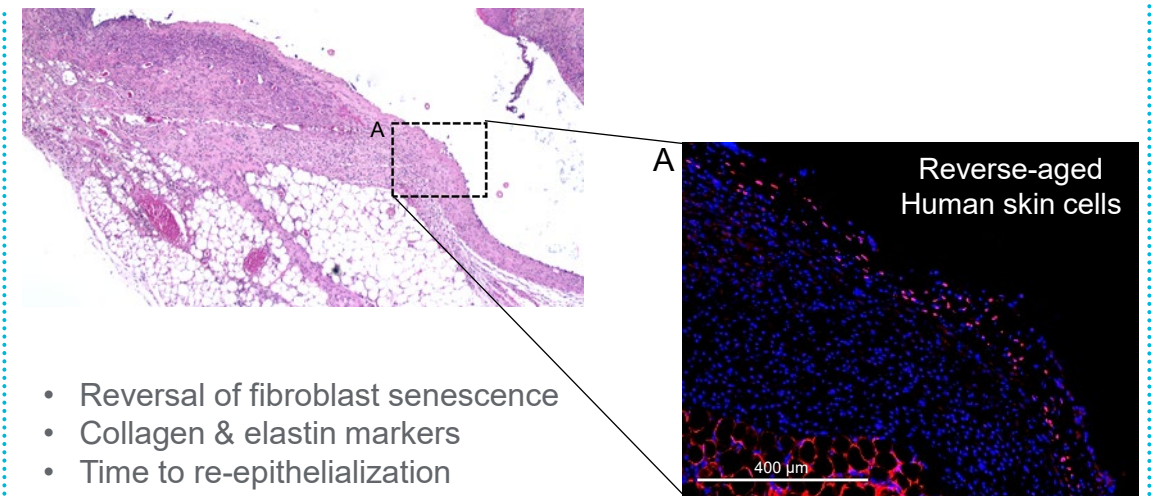 A
A
Reverse-aged
Human skin cells
400 µm
• Reversal of fibroblast senescence
• Collagen & elastin markers
• Time to re-epithelialization